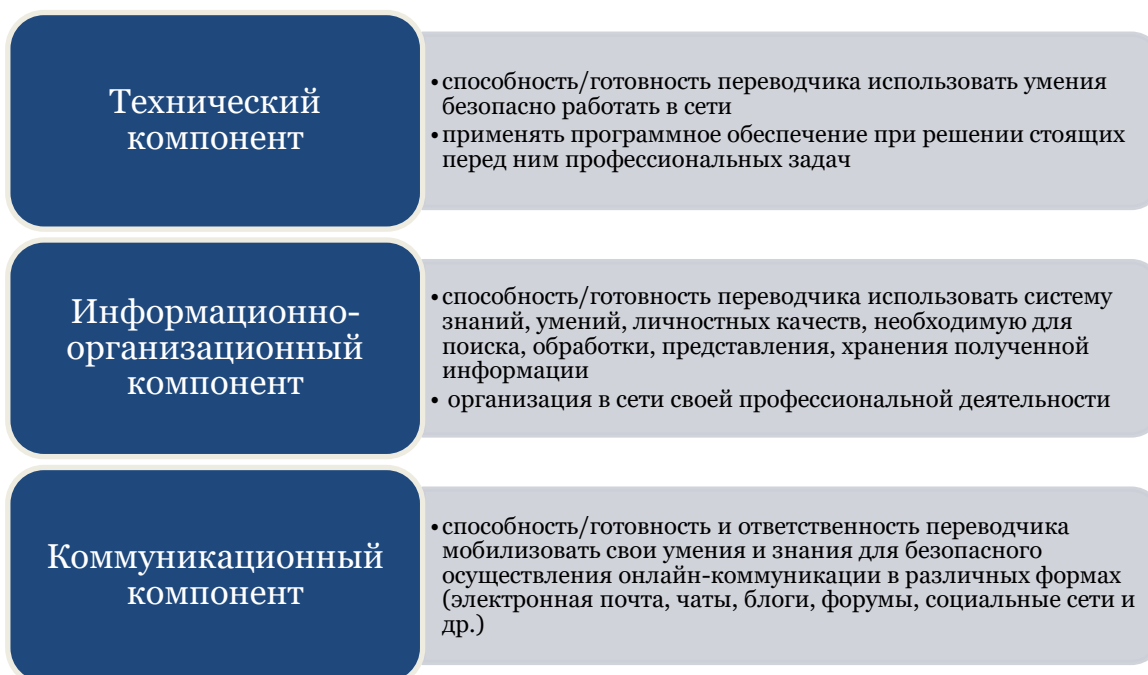 Технический
компонент
•способность/готовность переводчика использовать умения
безопасно работать в сети
•применять программное обеспечение при решении стоящих
перед ним профессиональных задач
Информационно-
организационный
компонент
•способность/готовность переводчика использовать систему
знаний, умений, личностных качеств, необходимую для
поиска, обработки, представления, хранения полученной
информации
• организация в сети своей профессиональной деятельности
Коммуникационный
компонент
•способность/готовность и ответственность переводчика
мобилизовать свои умения и знания для безопасного
осуществления онлайн-коммуникации в различных формах
(электронная почта, чаты, блоги, форумы, социальные сети и
др.)